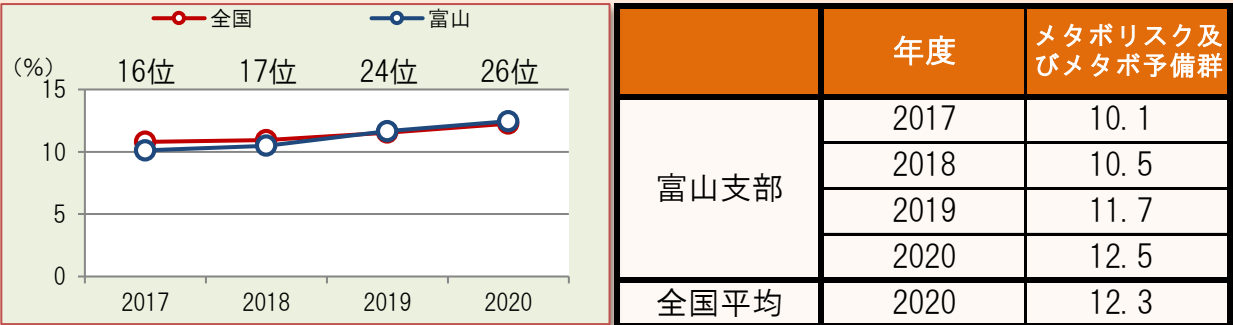 全国 富山
(%) 16位 17位 24位 26位
15
10
5
0
2017 2018 2019 2020
年度 メタボリスク及
びメタボ予備群
富山支部
2017 10.1
2018 10.5
2019 11.7
2020 12.5
全国平均 2020 12.3